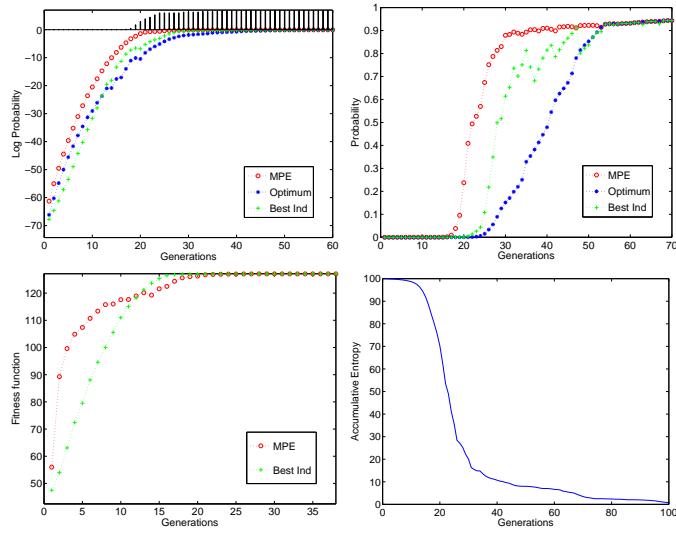 0
−10
−20
−30
−40
−50
−60
−70
Log Probability
0 10 20 30 40 50 60
Generations
MPE
Optimum
Best Ind
1
0.9
0.8
0.7
0.6
0.5
0.4
0.3
0.2
0.1
0
Probability
0 10 20 30 40 50 60 70
Generations
MPE
Optimum
Best Ind
120
110
100
90
80
70
60
50
Fitness function
5 10 15 20 25 30 35
Generations
MPE
Best Ind
100
90
80
70
60
50
40
30
20
10
0
Accumulative Entropy
0 20 40 60 80 100
Generations